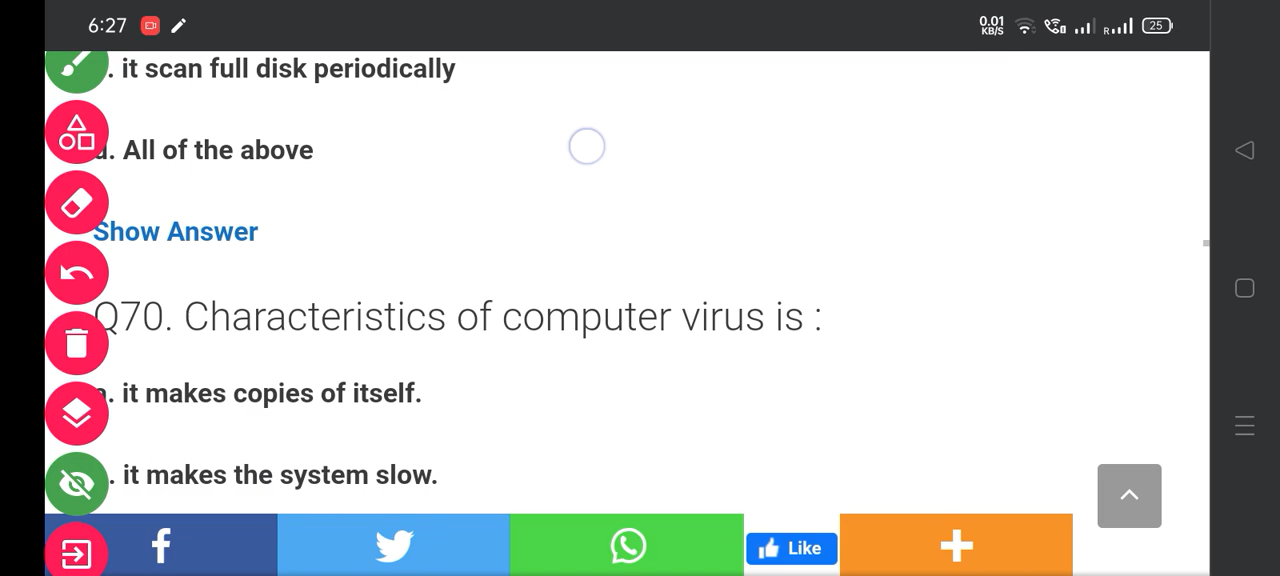 6:27
0.01
KB/S
R
25
. it scan full disk periodically
d. All of the above
Show Answer
Q70. Characteristics of computer virus is :
a. it makes copies of itself.
. it makes the system slow.
Like